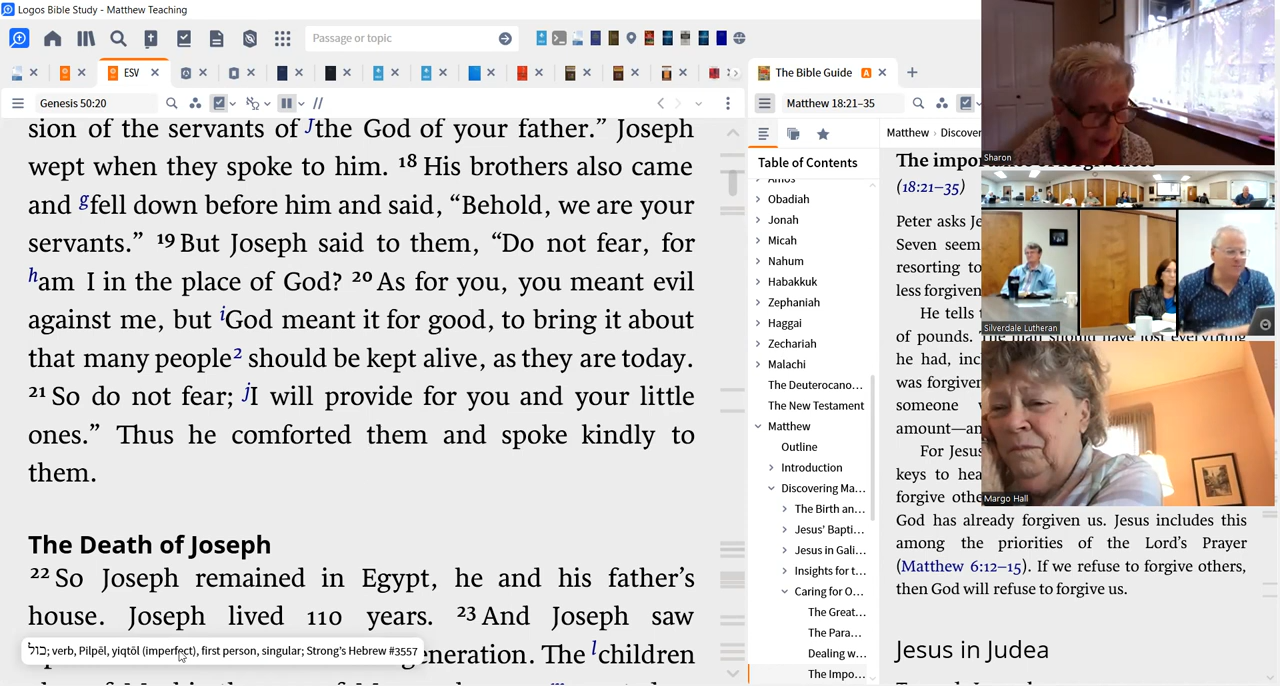 Logos Bible Study - Matthew Teaching
Passage or topic
ESV
The Bible Guide A
Genesis 50:20
Matthew 18:21–35
Matthew › Discover
sion of the servants of Jthe God of your father.” Joseph
wept when they spoke to him. 18 His brothers also came
and gfell down before him and said, “Behold, we are your
servants.” 19 But Joseph said to them, “Do not fear, for
ham I in the place of God? 20 As for you, you meant evil
against me, but iGod meant it for good, to bring it about
that many people2 should be kept alive, as they are today.
21 So do not fear; jI will provide for you and your little
ones.” Thus he comforted them and spoke kindly to
them.
The Death of Joseph
22 So Joseph remained in Egypt, he and his father’s
house. Joseph lived 110 years. 23 And Joseph saw
generation. The lchildren
כול; verb, Pilpēl, yiqtōl (imperfect), first person, singular; Strong’s Hebrew #3557
Table of Contents
Amos
Obadiah
Jonah
Micah
Nahum
Habakkuk
Zephaniah
Haggai
Zechariah
Malachi
The Deuterocano...
The New Testament
Matthew
Outline
Introduction
Discovering Ma...
The Birth an...
Jesus’ Bapti...
Jesus in Gali...
Insights for t...
Caring for O...
The Great...
The Para...
Dealing w...
The Impo...
The
(18:21–35)
Peter asks Je
Seven seem
resorting to
less forgiven
He tells
of pounds. The man should have lost everything
he had, inc
was forgiven
someone
amount—an
For Jesus
keys to hea
forgive othe
God has already forgiven us. Jesus includes this
among the priorities of the Lord’s Prayer
(Matthew 6:12–15). If we refuse to forgive others,
then God will refuse to forgive us.
Jesus in Judea
Sharon
Silverdale Lutheran
Margo Hall